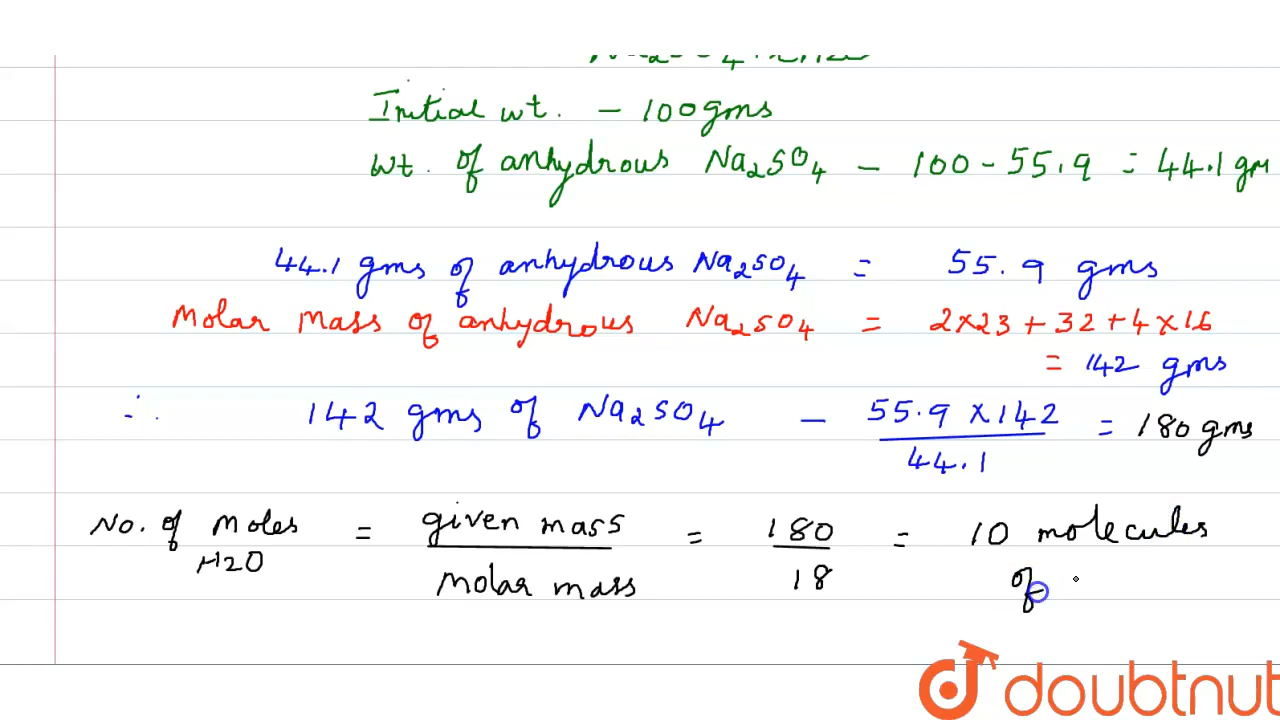 Initial wt. – 100 gms
Wt. of anhydrous Na2SO4 – 100 - 55.9 = 44.1 gm
44.1 gms of anhydrous Na2SO4 = 55.9 gms
Molar Mass of anhydrous Na2SO4 = 2×23 + 32 + 4×16
= 142 gms
∴ 142 gms of Na2SO4 – 55.9 × 142 / 44.1 = 180 gms
No. of Moles H2O = given mass / Molar mass = 180 / 18 = 10 molecules
of
doubtnut